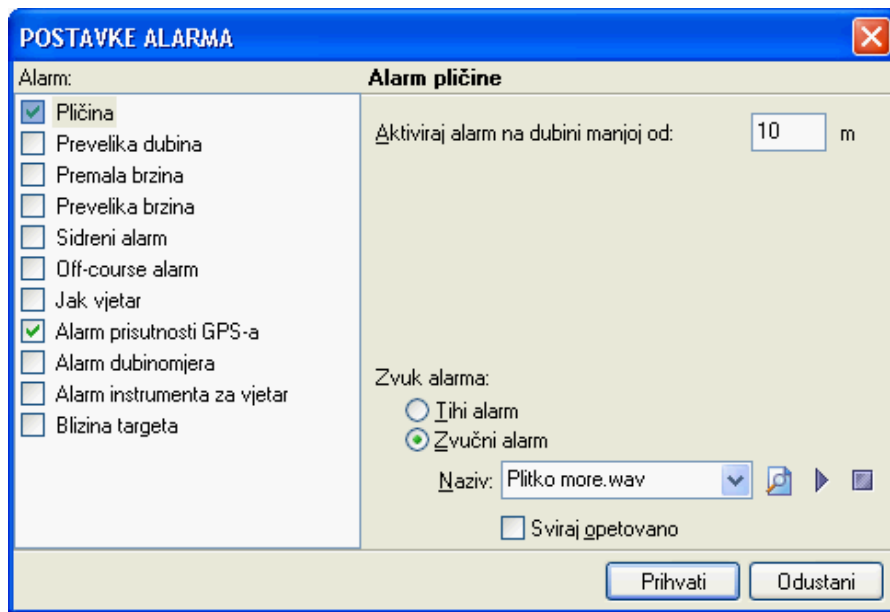 POSTAVKE ALARMA
Alarm:
Pličina
Prevelika dubina
Premala brzina
Prevelika brzina
Sidreni alarm
Off-course alarm
Jak vjetar
Alarm prisutnosti GPS-a
Alarm dubinomjera
Alarm instrumenta za vjetar
Blizina targeta
Alarm pličine
Aktiviraj alarm na dubini manjoj od: 10 m
Zvuk alarma:
Tihi alarm
Zvučni alarm
Naziv: Plitko more.wav
Sviraj opetovano
Prihvati Odustani